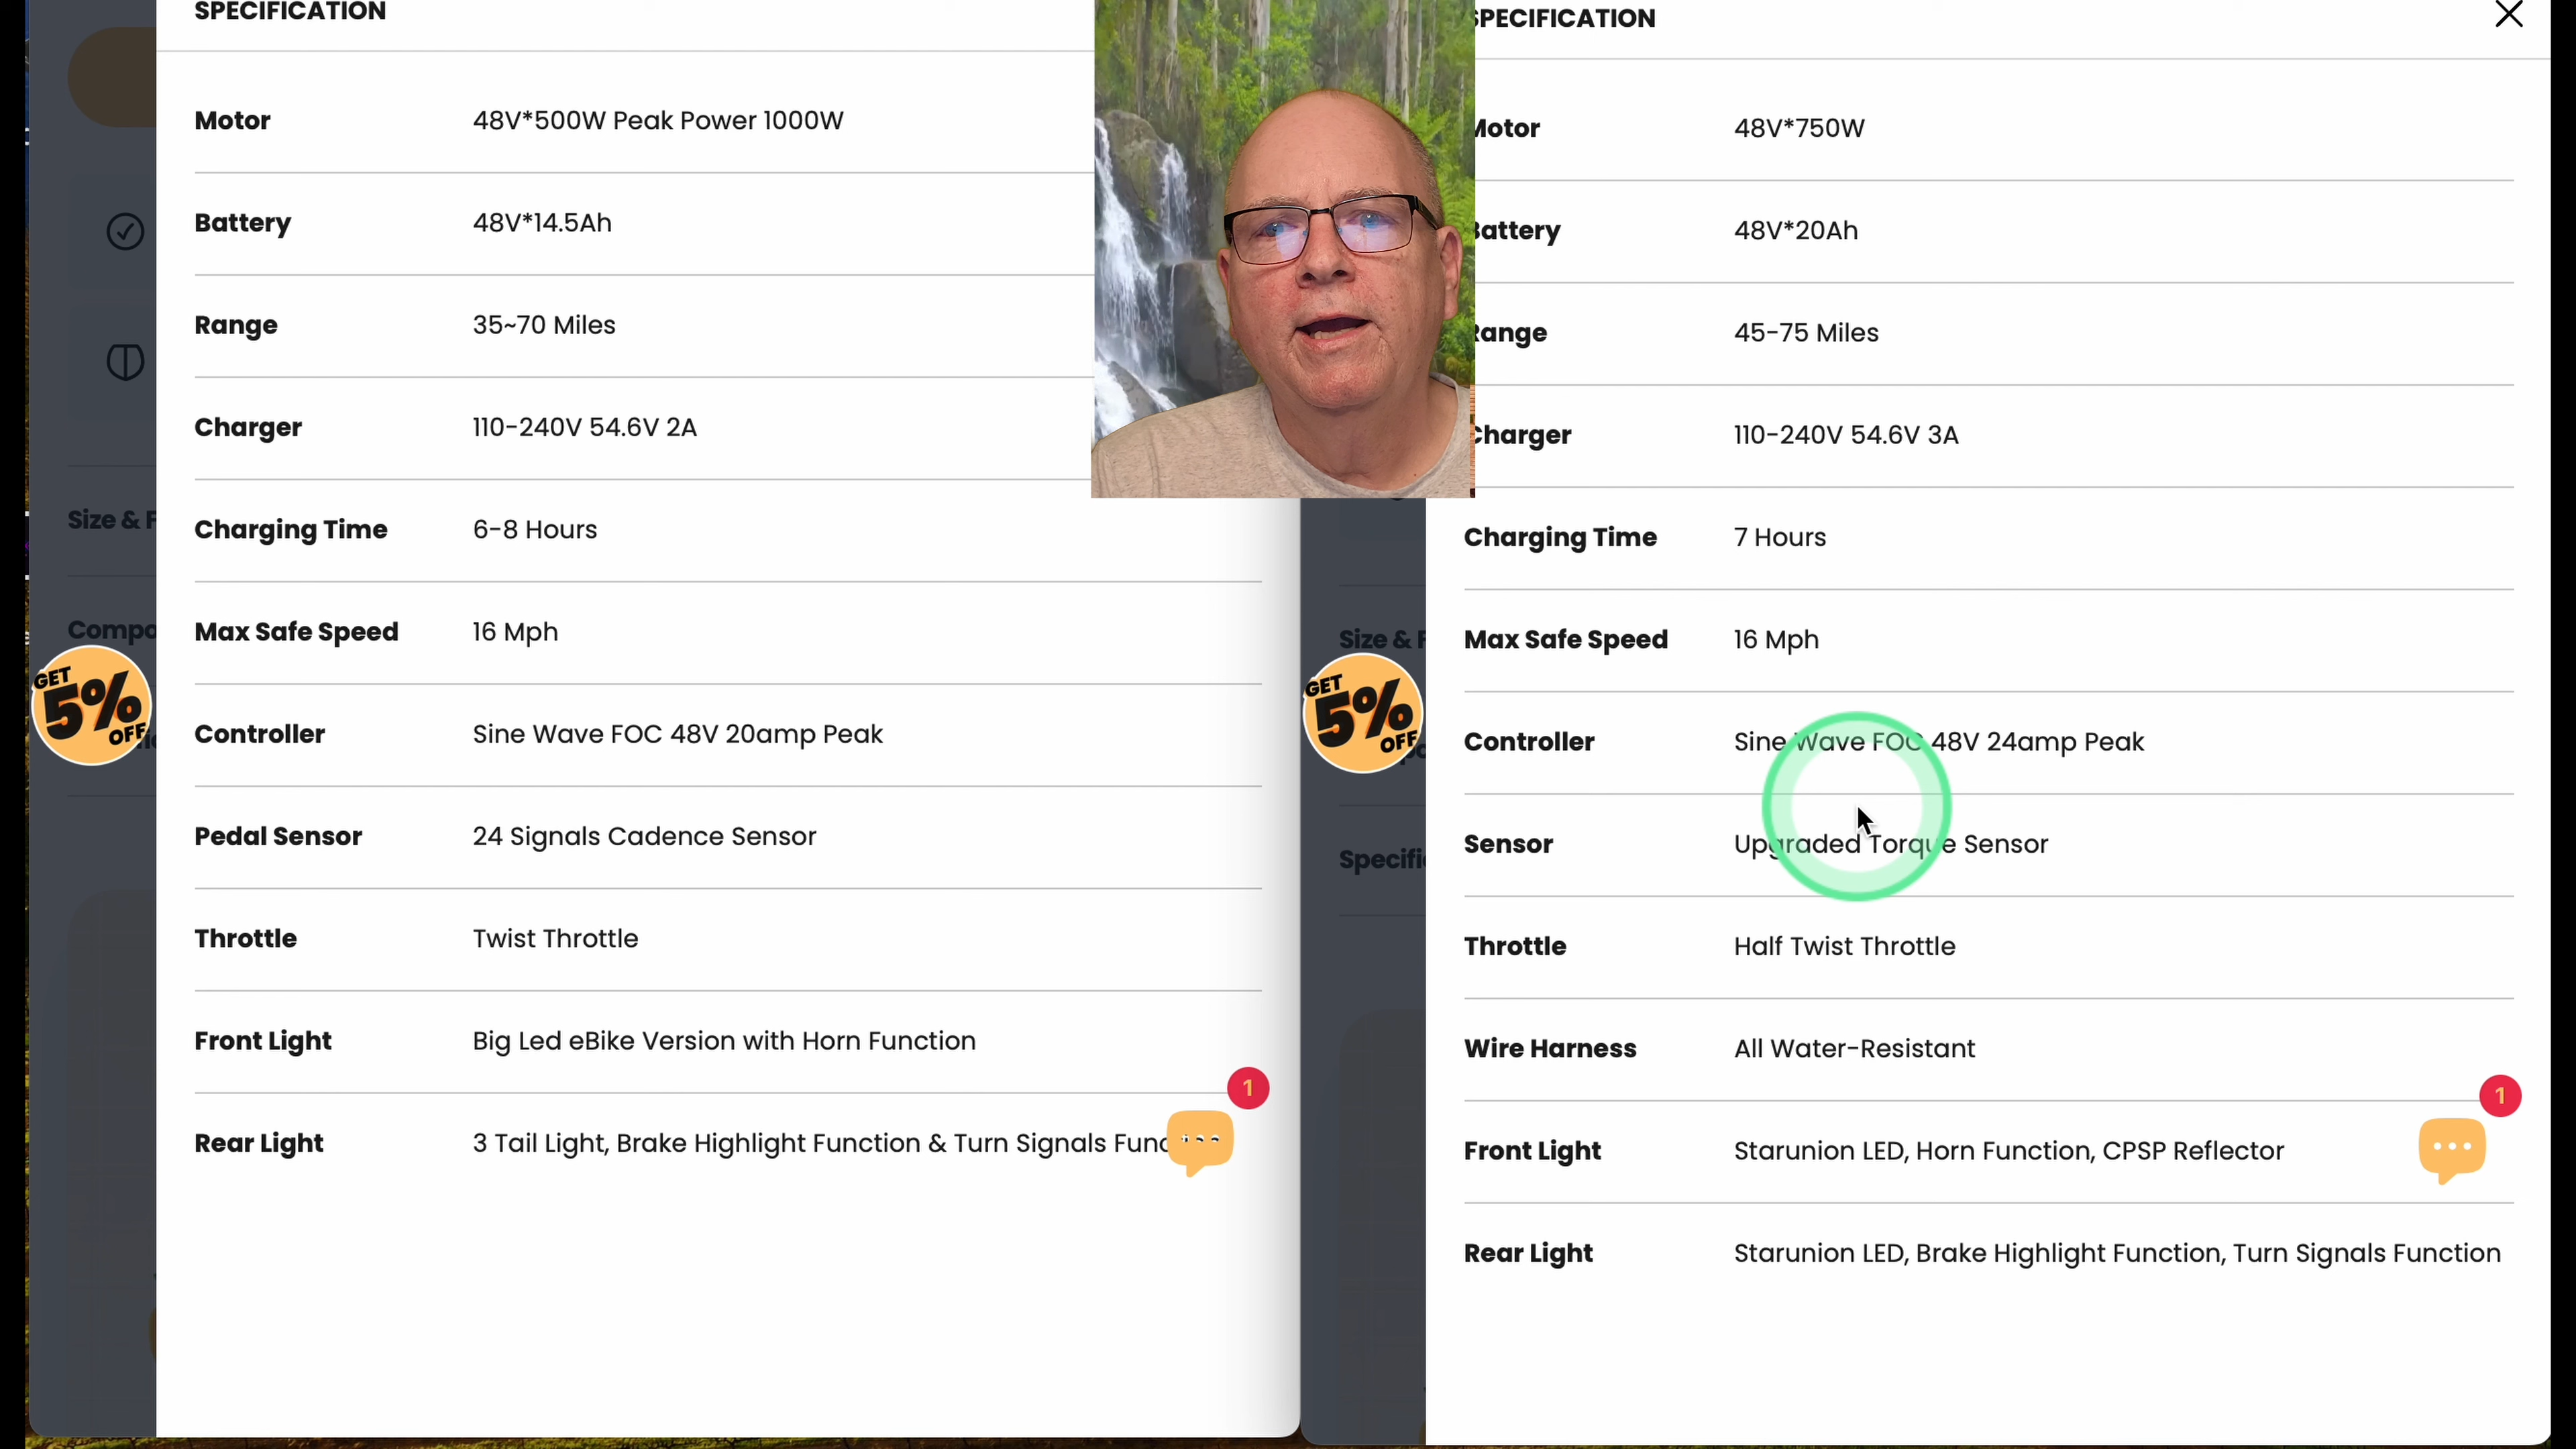 SPECIFICATION
Motor 48V*500W Peak Power 1000W
Battery 48V*14.5Ah
Range 35~70 Miles
Charger 110-240V 54.6V 2A
Size & F
Charging Time 6-8 Hours
Compo
Max Safe Speed 16 Mph
GET
5%
OFF
Controller Sine Wave FOC 48V 20amp Peak
Pedal Sensor 24 Signals Cadence Sensor
Throttle Twist Throttle
Front Light Big Led eBike Version with Horn Function
1
Rear Light 3 Tail Light, Brake Highlight Function & Turn Signals Func
SPECIFICATION
Motor 48V*750W
Battery 48V*20Ah
Range 45-75 Miles
Charger 110-240V 54.6V 3A
Charging Time 7 Hours
Size & F
Max Safe Speed 16 Mph
GET
5%
OFF
Controller Sine Wave FOC 48V 24amp Peak
Specifi
Sensor Upgraded Torque Sensor
Throttle Half Twist Throttle
Wire Harness All Water-Resistant
1
Front Light Starunion LED, Horn Function, CPSP Reflector
Rear Light Starunion LED, Brake Highlight Function, Turn Signals Function